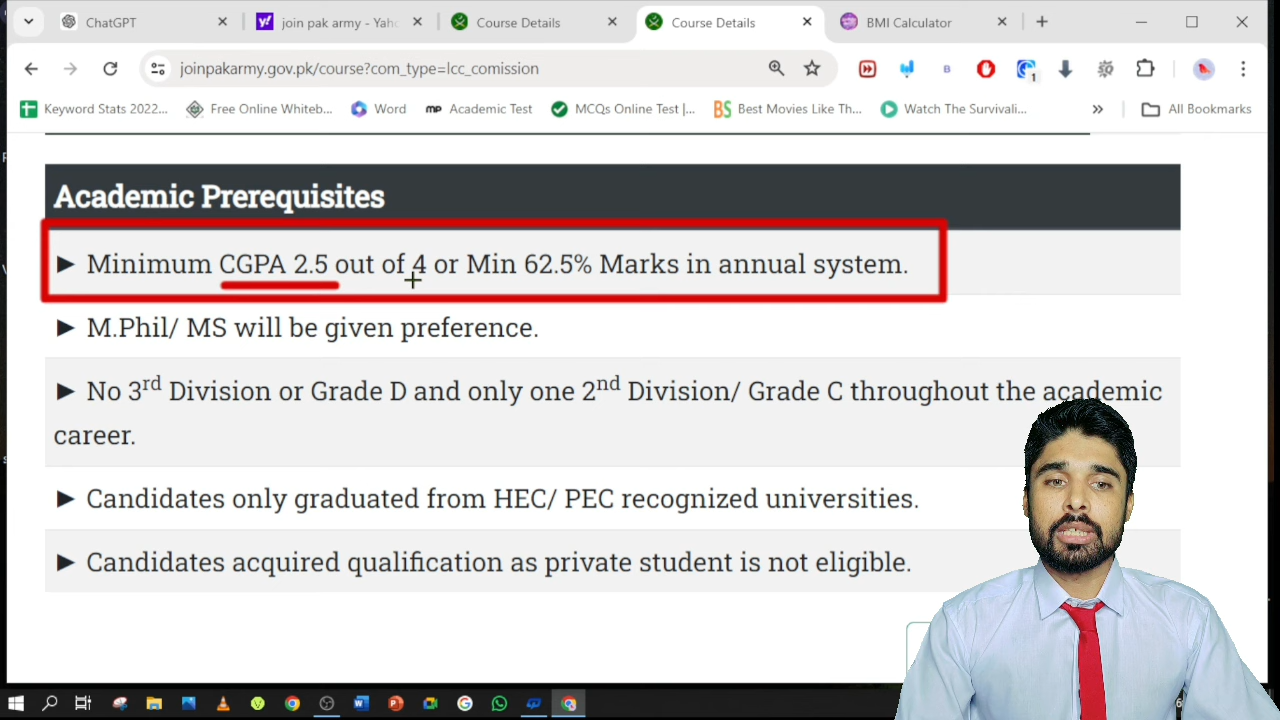 ChatGPT
join pak army - Yaho
Course Details
Course Details
BMI Calculator
joinpakarmy.gov.pk/course?com_type=lcc_comission
B
1
Keyword Stats 2022...
Free Online Whiteb...
Word
MP Academic Test
MCQs Online Test |...
BS Best Movies Like Th...
Watch The Survivali...
All Bookmarks
Academic Prerequisites
► Minimum CGPA 2.5 out of 4 or Min 62.5% Marks in annual system.
► M.Phil/ MS will be given preference.
► No 3rd Division or Grade D and only one 2nd Division/ Grade C throughout the academic
career.
► Candidates only graduated from HEC/ PEC recognized universities.
► Candidates acquired qualification as private student is not eligible.